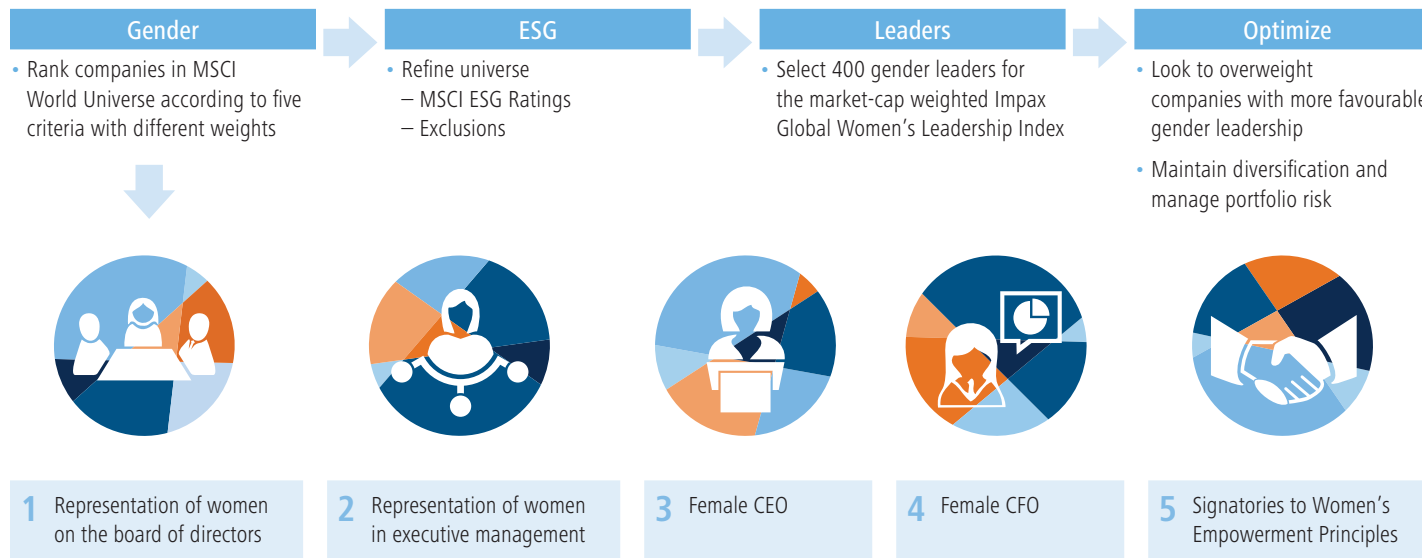 Gender
• Rank companies in MSCI
World Universe according to five
criteria with different weights
ESG
• Refine universe
– MSCI ESG Ratings
– Exclusions
Leaders
• Select 400 gender leaders for
the market-cap weighted Impax
Global Women's Leadership Index
Optimize
• Look to overweight
companies with more favourable
gender leadership
• Maintain diversification and
manage portfolio risk
1 Representation of women
on the board of directors
2 Representation of women
in executive management
3 Female CEO
4 Female CFO
5 Signatories to Women's
Empowerment Principles